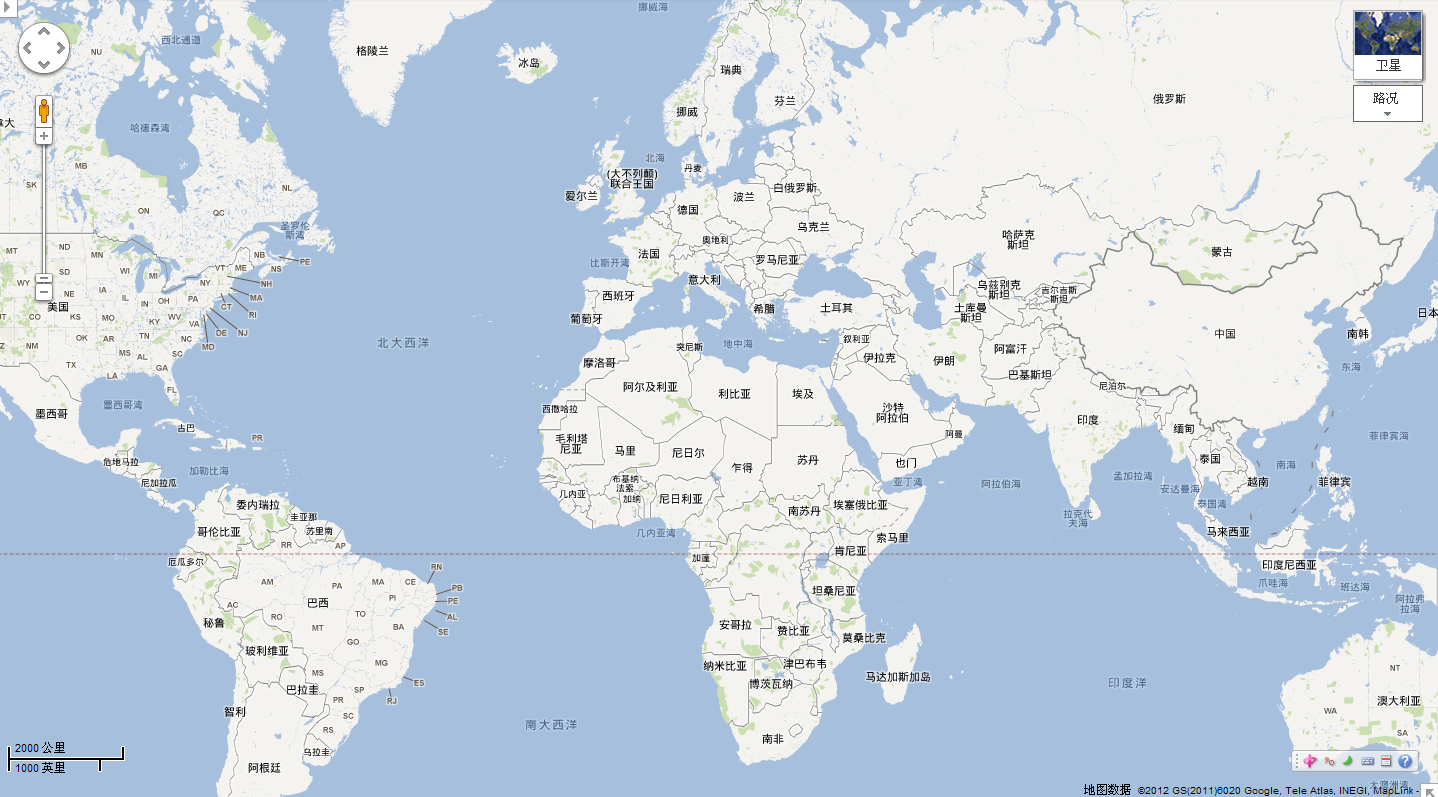 挪威海
西北通道
NU
格陵兰
冰岛
瑞典
卫星
芬兰
俄罗斯
路况
挪威
大
哈德森湾
北海
丹麦
MB
(大不列颠)
联合王国
SK
NL
爱尔兰
白俄罗斯
波兰
ON
QC
德国
圣罗伦
斯湾
乌克兰
奥地利
哈萨克
斯坦
MT
ND
MN
NB
PE
法国
比斯开湾
罗马尼亚
蒙古
SD
WI
MI
VT
ME
NS
意大利
WY
NE
IA
NY
NH
乌兹别克
斯坦
吉尔吉斯
斯坦
IL
IN
OH
PA
MA
西班牙
希腊
土耳其
土库曼
斯坦
美国
CT
RI
UT
CO
KS
MO
KY
WV
VA
NJ
DE
MD
葡萄牙
日本
中国
南韩
OK
AR
TN
NC
北大西洋
突尼斯
地中海
叙利亚
伊拉克
伊朗
阿富汗
AZ
NM
MS
AL
SC
GA
TX
LA
摩洛哥
东海
巴基斯坦
尼泊尔
阿尔及利亚
利比亚
埃及
FL
墨西哥
墨西哥湾
西撒哈拉
沙特
阿拉伯
印度
古巴
PR
毛利塔
尼亚
马里
尼日尔
乍得
苏丹
阿曼
缅甸
菲律宾海
危地马拉
加勒比海
也门
泰国
南海
尼加拉瓜
布基纳
法索
亚丁湾
阿拉伯海
孟加拉湾
安达曼海
越南
菲律宾
几内亚
加纳
尼日利亚
南苏丹
埃塞俄比亚
泰国湾
委内瑞拉
圭亚那
苏里南
哥伦比亚
几内亚湾
索马里
拉克代
夫海
马来西亚
RR
AP
加蓬
肯尼亚
厄瓜多尔
RN
印度尼西亚
AM
PA
MA
CE
PB
爪哇海
班达海
坦桑尼亚
AC
巴西
PI
PE
阿拉弗
拉海
RO
TO
AL
秘鲁
MT
BA
SE
安哥拉
赞比亚
莫桑比克
GO
玻利维亚
MG
纳米比亚
津巴布韦
马达加斯加岛
NT
MS
ES
博茨瓦纳
印度洋
巴拉圭
SP
RJ
澳大利亚
PR
WA
智利
SC
南大西洋
RS
南非
SA
乌拉圭
2000 公里
1000 英里
阿根廷
大澳洲湾
地图数据 ©2012 GS(2011)6020 Google, Tele Atlas, INEGI, MapLink -